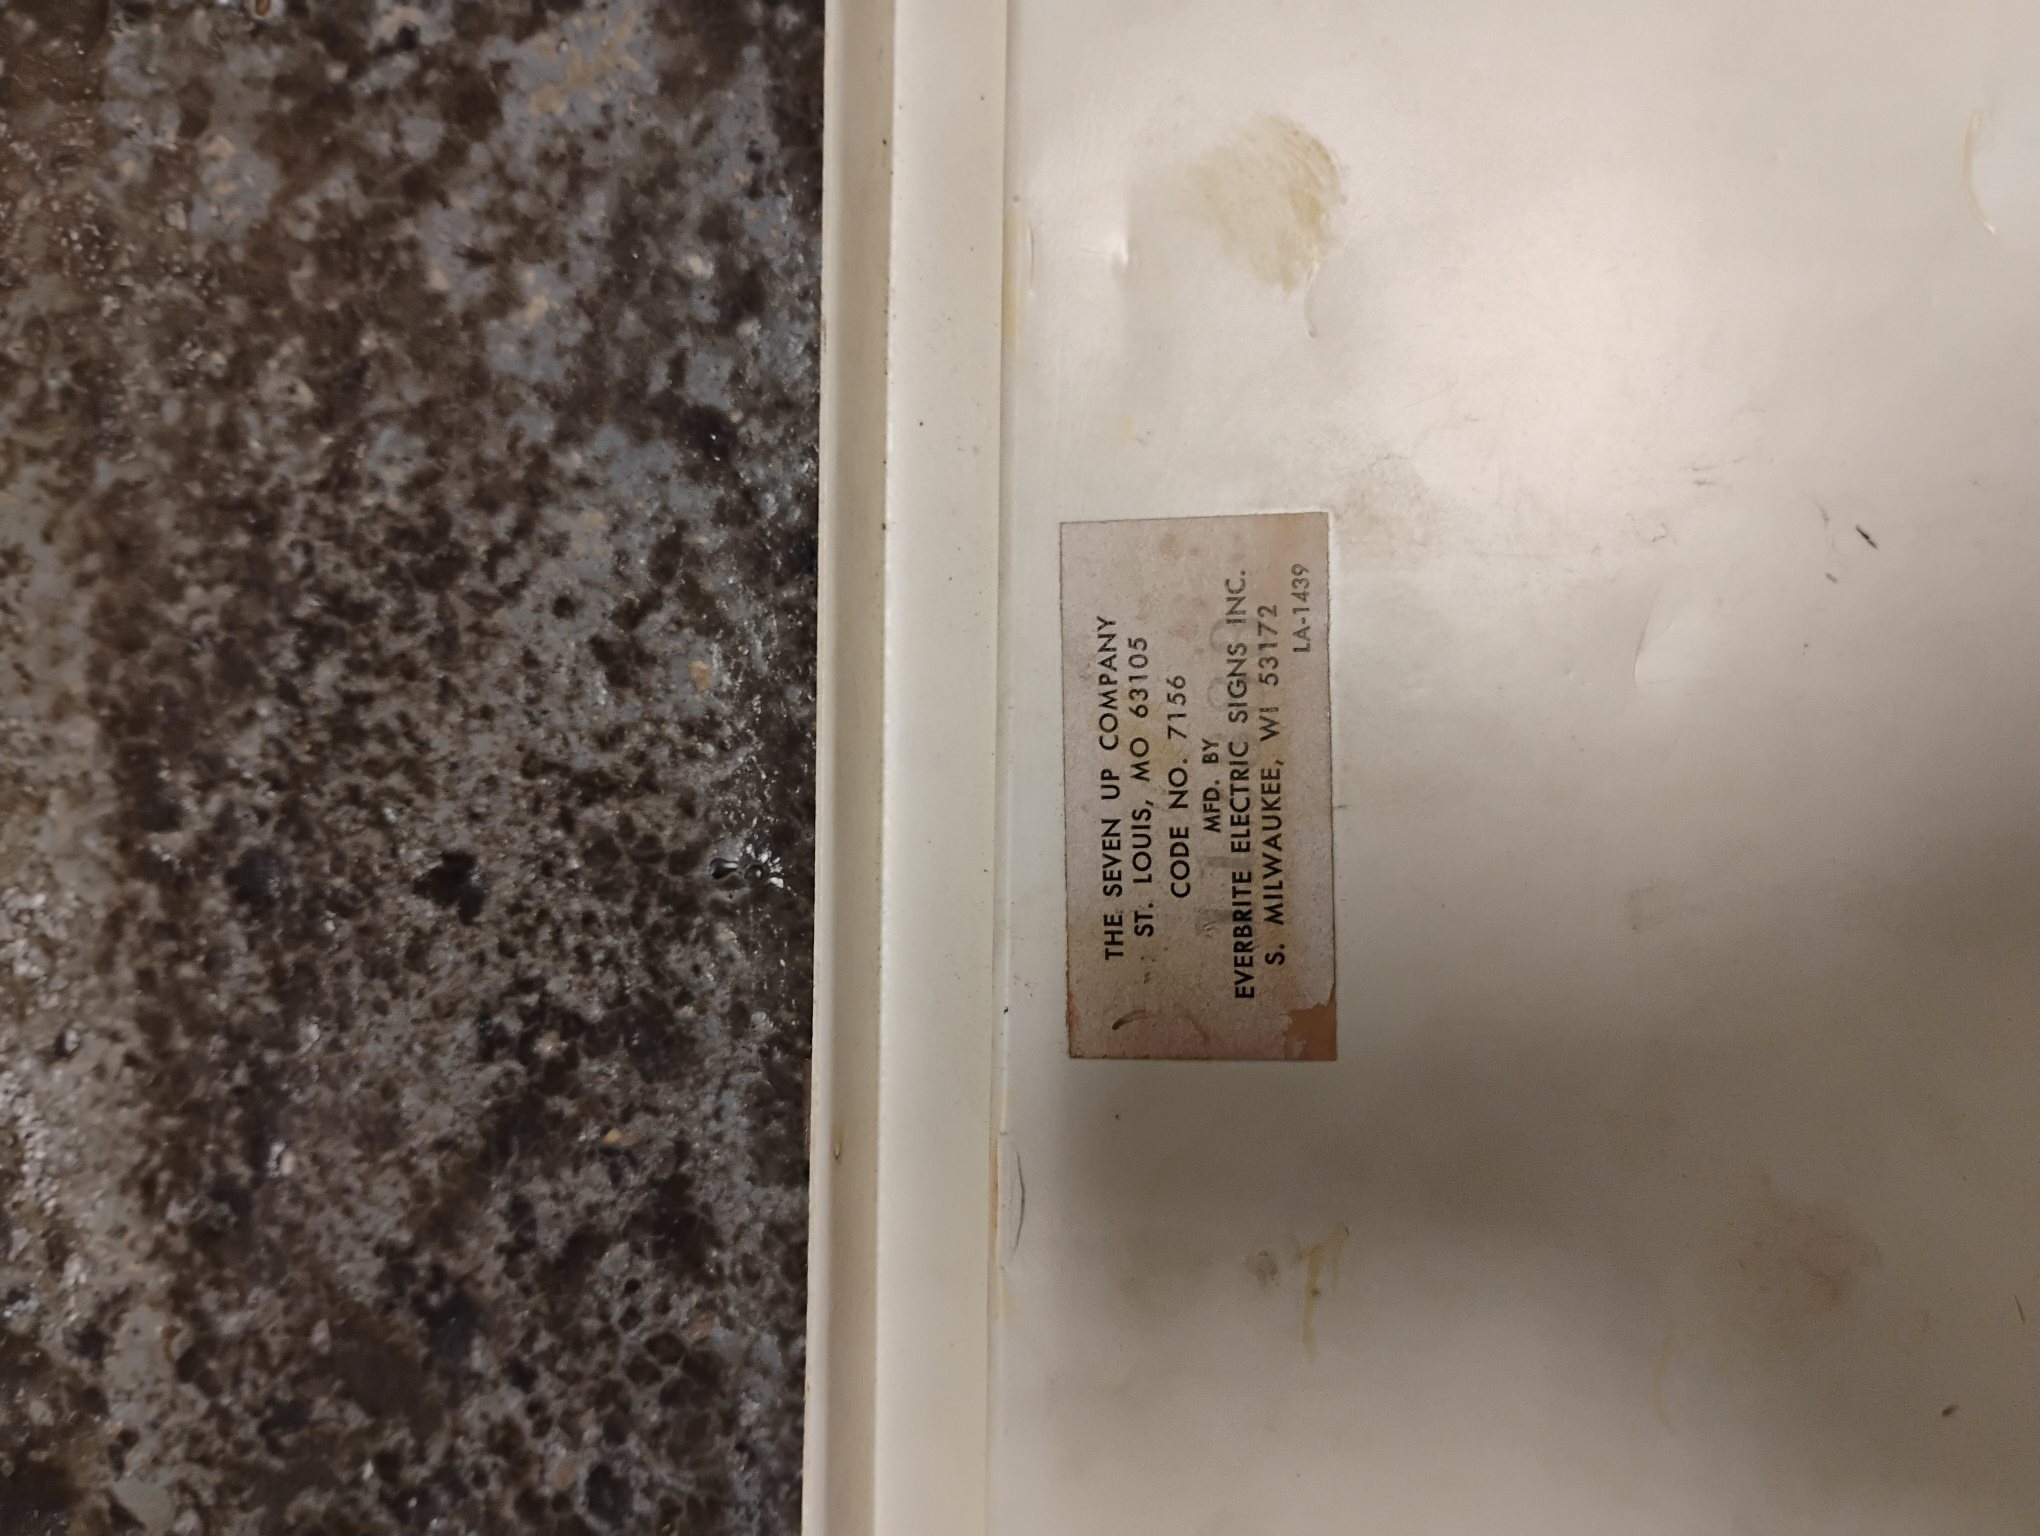 THE SEVEN UP COMPANY
ST. LOUIS, MO 63105
CODE NO. 7156
MFD. BY
EVERBRITE ELECTRIC SIGNS INC.
S. MILWAUKEE, WI 53172
LA-1439